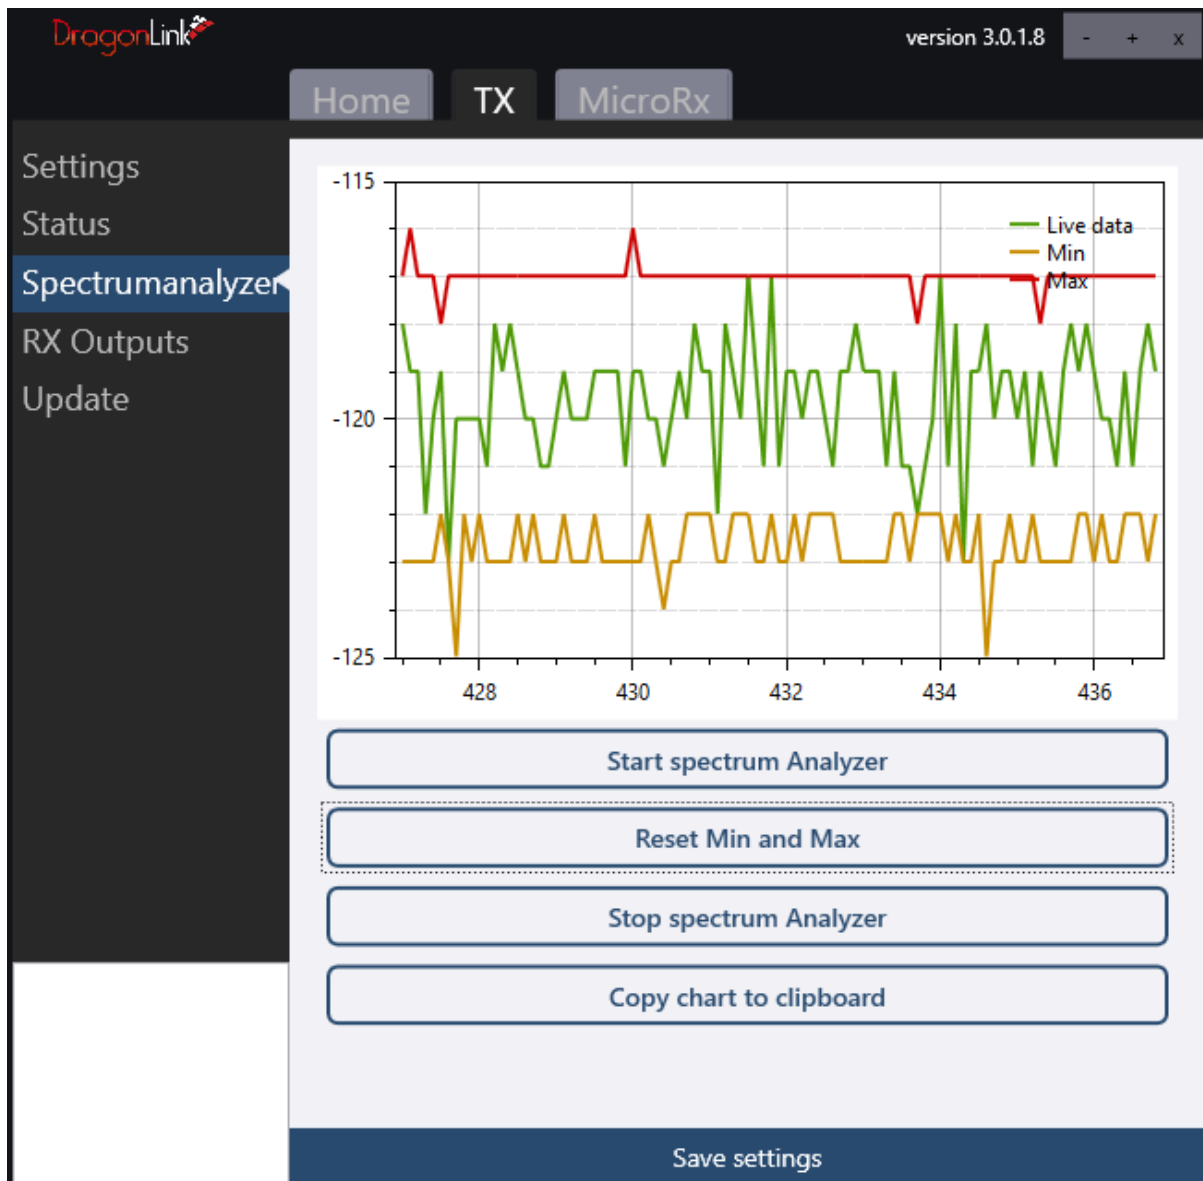 DragonLink
version 3.0.1.8 - + x
Home TX MicroRx
Settings
Status
Spectrumanalyzer
RX Outputs
Update
-115
-120
-125
Live data
Min
Max
428 430 432 434 436
Start spectrum Analyzer
Reset Min and Max
Stop spectrum Analyzer
Copy chart to clipboard
Save settings